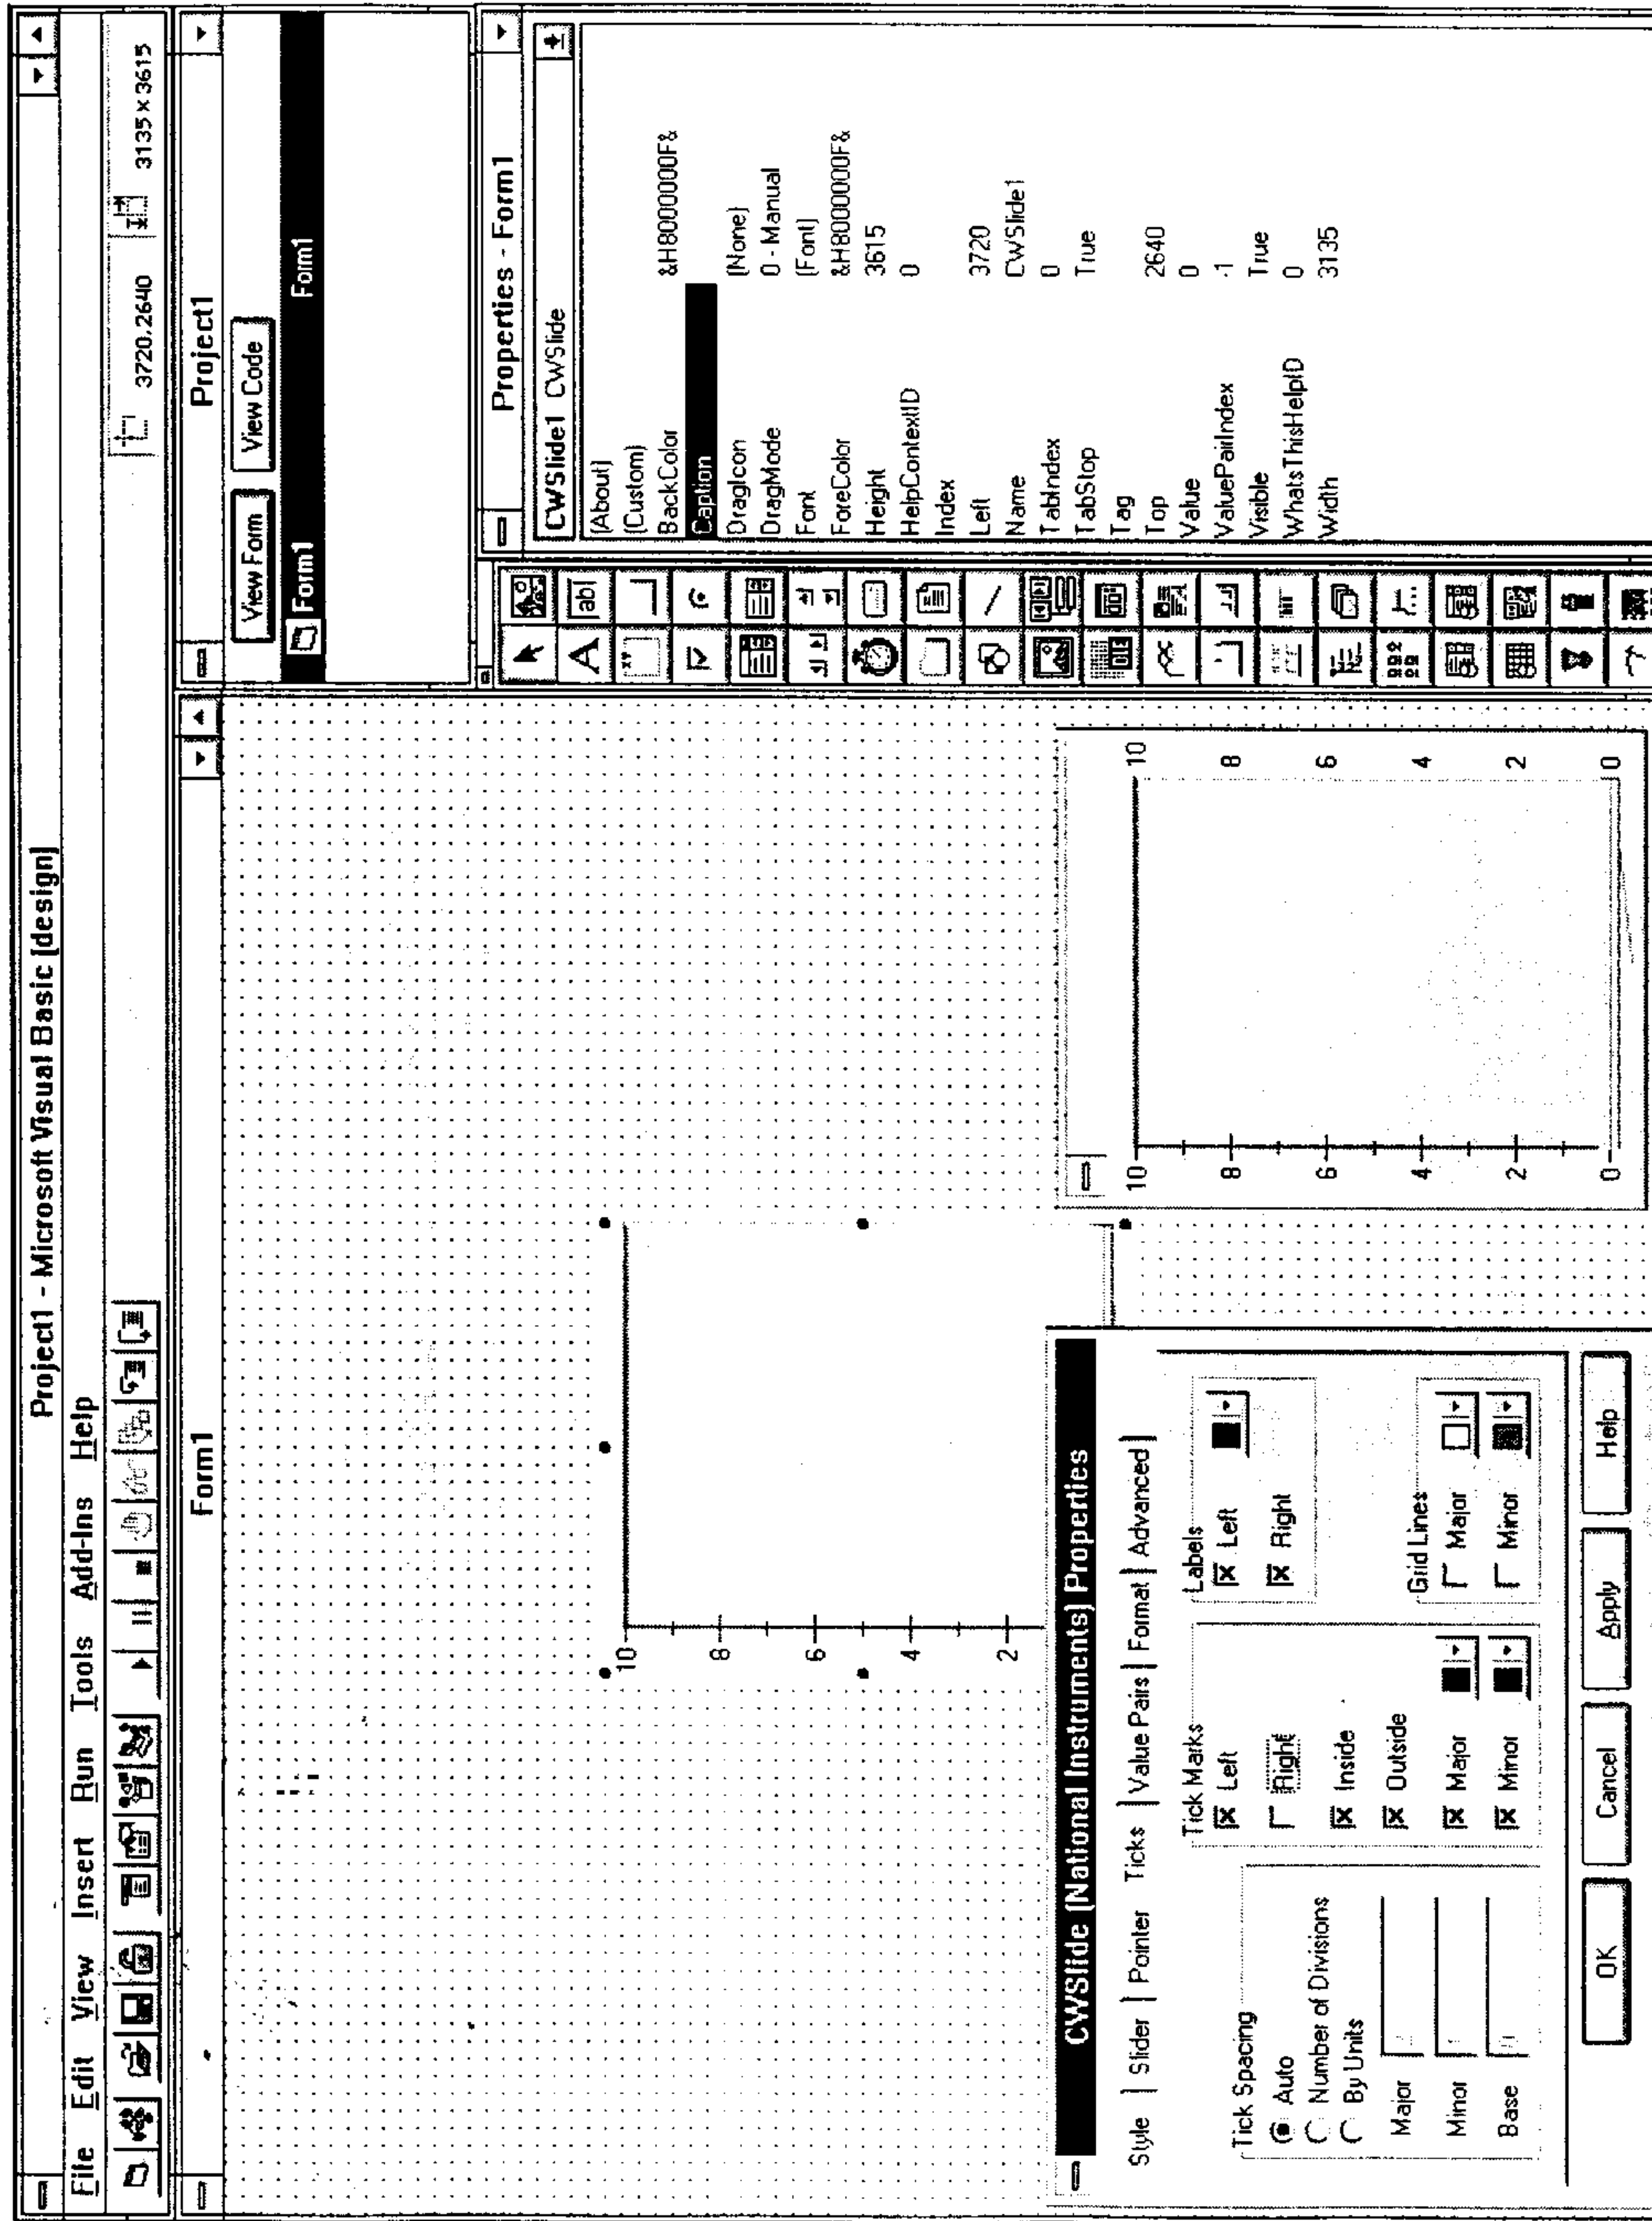 Project1 - Microsoft Visual Basic [design]
File Edit View Insert Run Tools Add-Ins Help
3720,2640 3135 × 3615
Form1
10
8
6
4
2
Project1
View Form View Code
Form1 Form1
Properties - Form1
CWSlide1 CWSlide
(About)
(Custom)
BackColor &H8000000F&
Caption
DragIcon (None)
DragMode 0 - Manual
Font (Font)
ForeColor &H8000000F&
Height 3615
HelpContextID 0
Index
Left 3720
Name CWSlide1
TabIndex 0
TabStop True
Tag
Top 2640
Value 0
ValuePairIndex -1
Visible True
WhatsThisHelpID 0
Width 3135
A
abl
xy
CWSlide (National Instruments) Properties
Style Slider Pointer Ticks Value Pairs Format Advanced
Tick Spacing
Auto
Number of Divisions
By Units
Major
Minor
Base
Tick Marks
Left
Right
Inside
Outside
Major
Minor
Labels
Left
Right
Grid Lines
Major
Minor
OK Cancel Apply Help
10 10
8 8
6 6
4 4
2 2
0 0